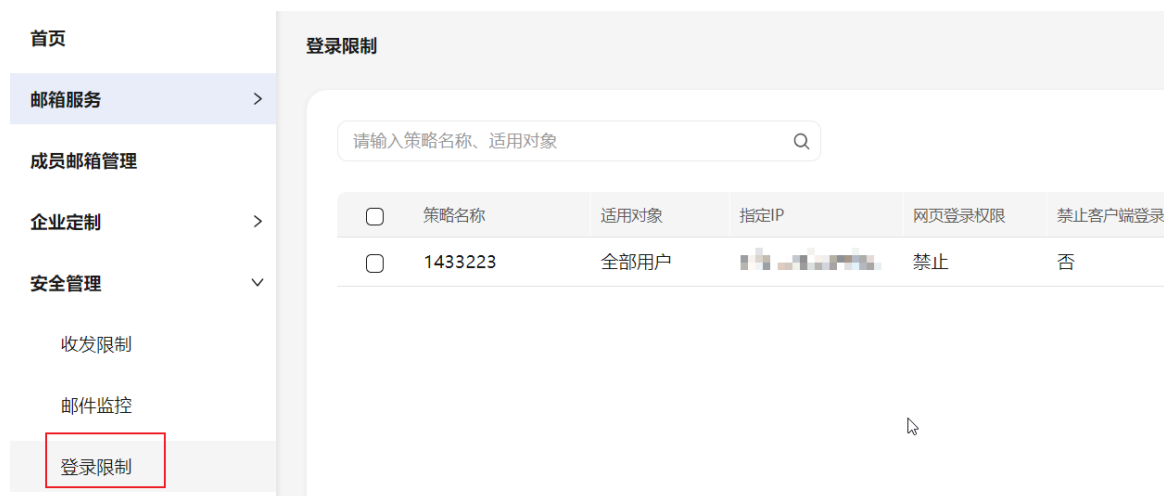 首页
邮箱服务
成员邮箱管理
企业定制
安全管理
收发限制
邮件监控
登录限制
登录限制
请输入策略名称、适用对象
策略名称 适用对象 指定IP 网页登录权限 禁止客户端登录
1433223 全部用户 禁止 否